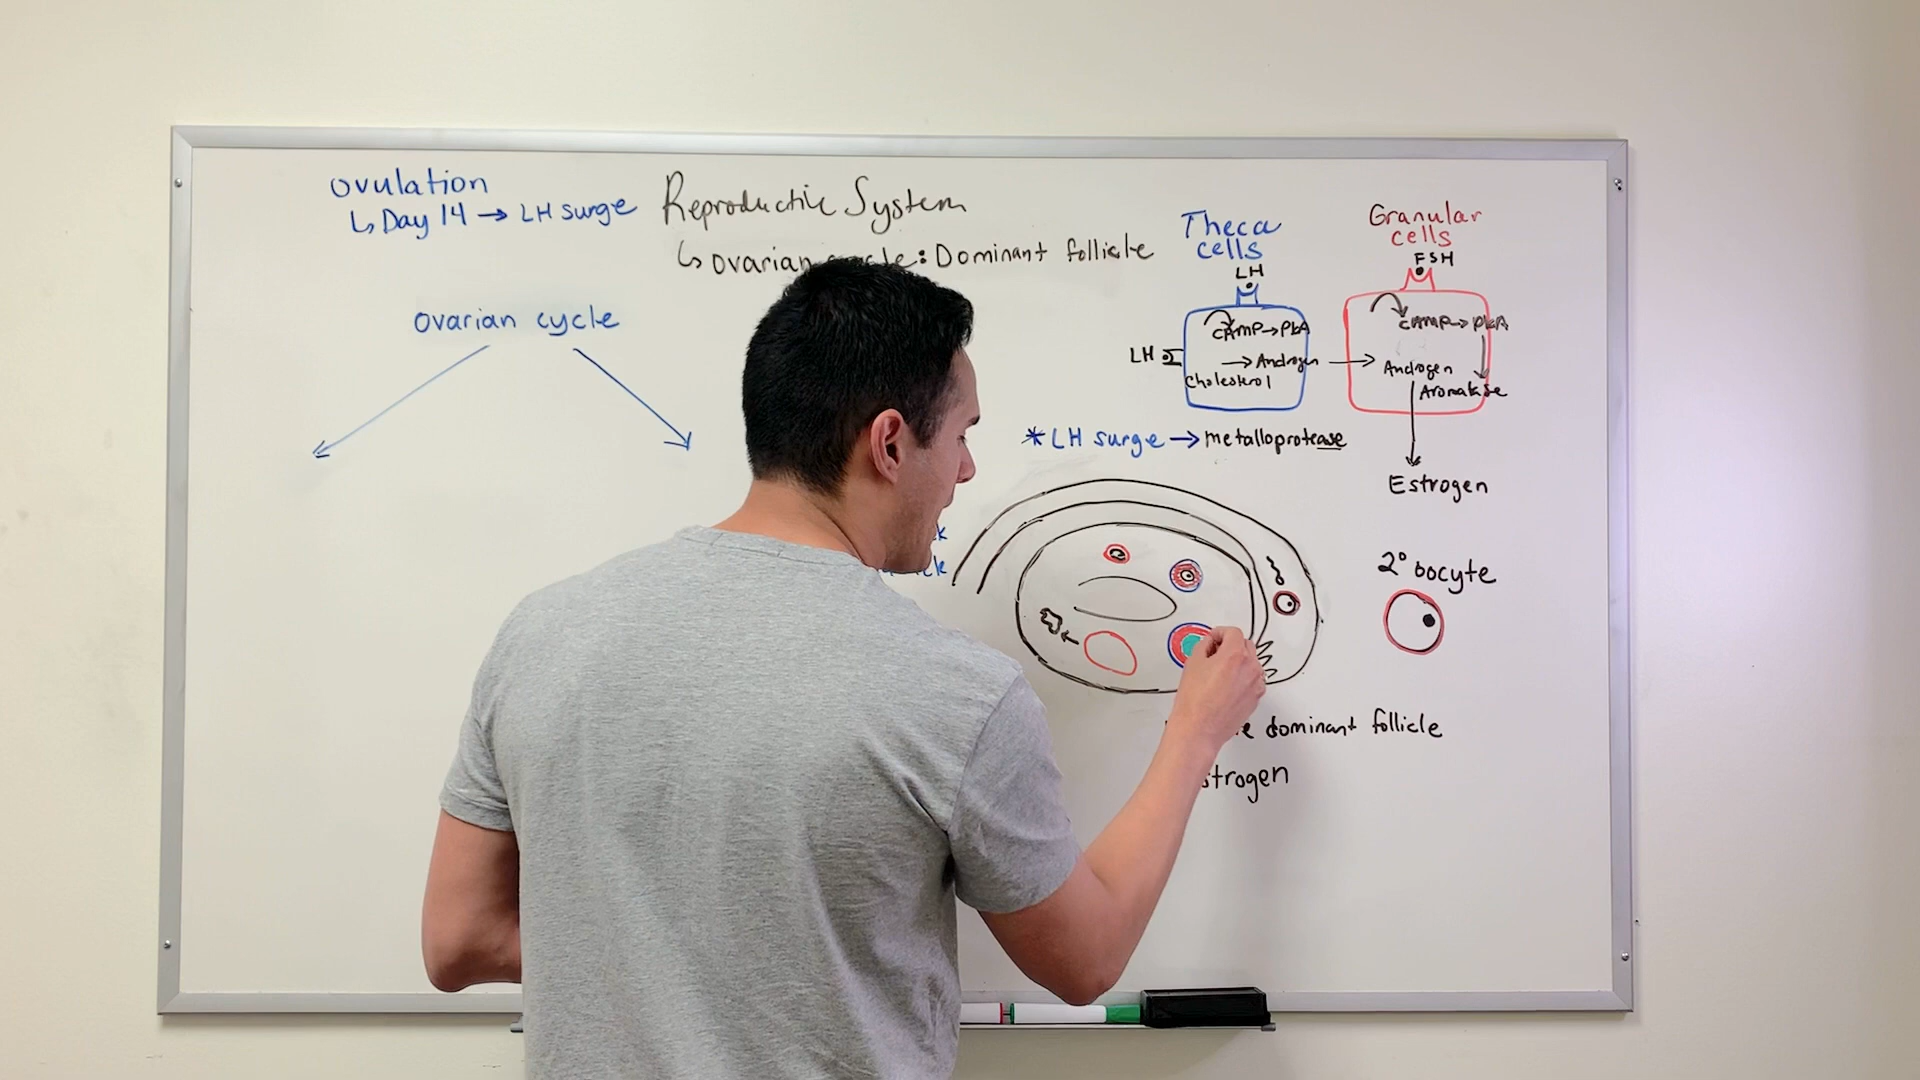 ovulation
↳ Day 14 → LH surge
Reproductive System
↳ ovarian cycle: Dominant follicle
ovarian cycle
Theca
cells
LH
cAMP → PKA
LH
→ Androgen
Cholesterol
Granular
cells
FSH
cAMP → PKA
Androgen
Aromatase
Estrogen
* LH surge → metalloprotease
2° oocyte
dominant follicle